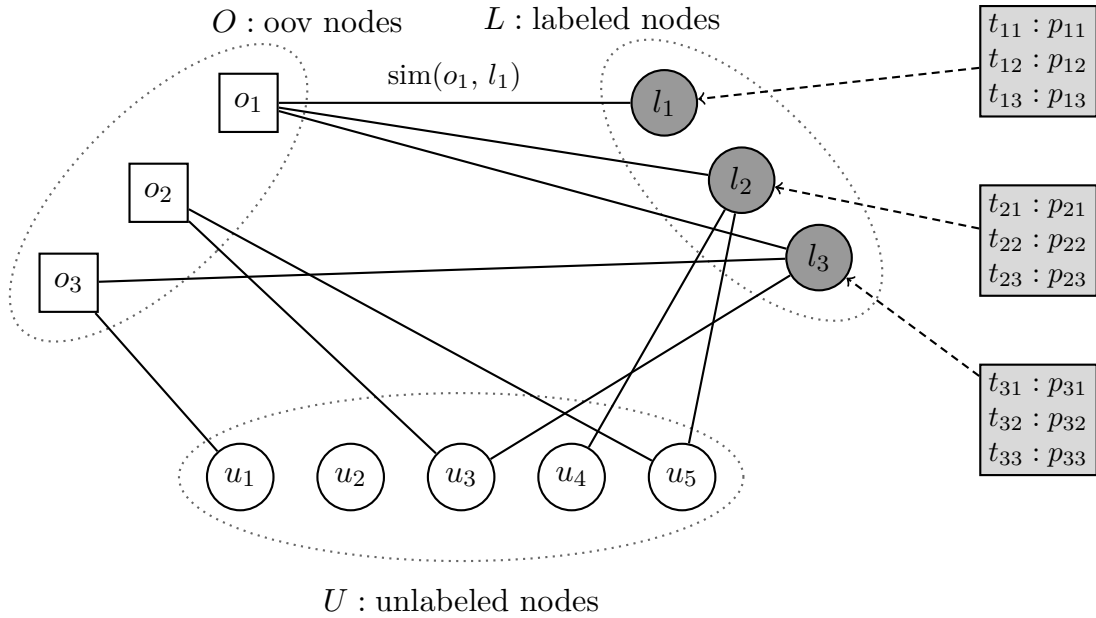 O : oov nodes
L : labeled nodes
t₁₁ : p₁₁
t₁₂ : p₁₂
t₁₃ : p₁₃
sim(o₁, l₁)
o₁
l₁
o₂
l₂
t₂₁ : p₂₁
t₂₂ : p₂₂
t₂₃ : p₂₃
o₃
l₃
t₃₁ : p₃₁
t₃₂ : p₃₂
t₃₃ : p₃₃
u₁ u₂ u₃ u₄ u₅
U : unlabeled nodes